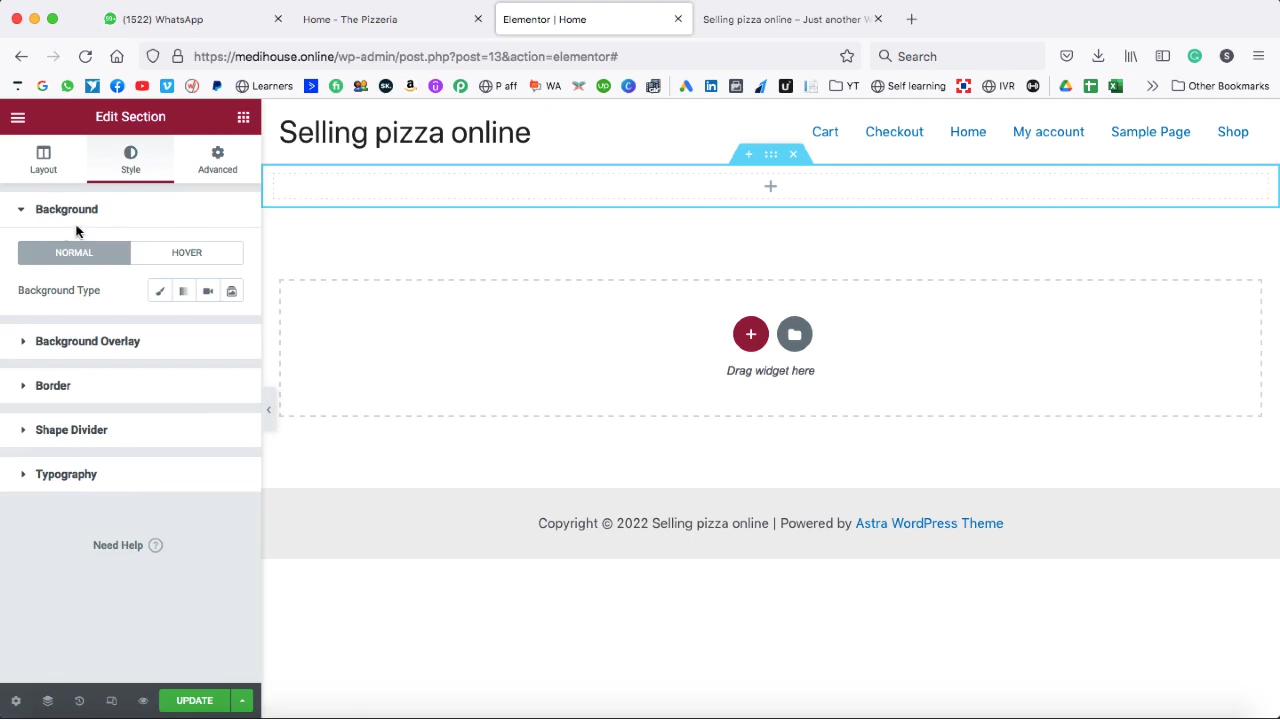 (1522) WhatsApp
Home - The Pizzeria
Elementor | Home
Selling pizza online – Just another W
https://medihouse.online/wp-admin/post.php?post=13&action=elementor#
Search
Learners
P aff
WA
YT
Self learning
IVR
Other Bookmarks
Edit Section
Layout
Style
Advanced
Background
NORMAL
HOVER
Background Type
Background Overlay
Border
Shape Divider
Typography
Need Help ?
UPDATE
Selling pizza online
Cart
Checkout
Home
My account
Sample Page
Shop
Drag widget here
Copyright © 2022 Selling pizza online | Powered by Astra WordPress Theme